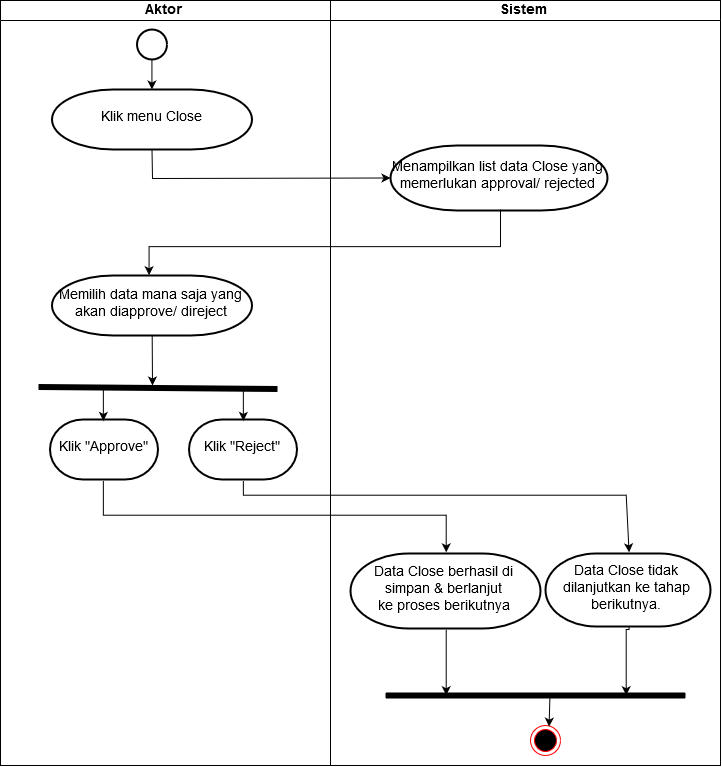 Aktor
Sistem
Klik menu Close
Menampilkan list data Close yang
memerlukan approval/ rejected
Memilih data mana saja yang
akan diapprove/ direject
Klik "Approve"
Klik "Reject"
Data Close berhasil di
simpan & berlanjut
ke proses berikutnya
Data Close tidak
dilanjutkan ke tahap
berikutnya.